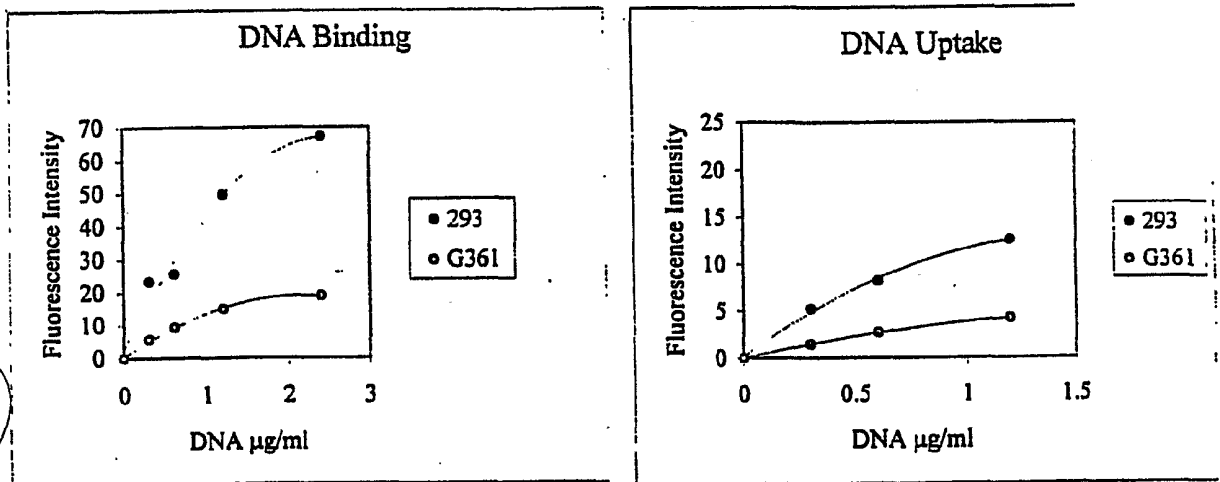 DNA Binding
Fluorescence Intensity
70
60
50
40
30
20
10
0
0 1 2 3
DNA µg/ml
293
G361
DNA Uptake
Fluorescence Intensity
25
20
15
10
5
0
0 0.5 1 1.5
DNA µg/ml
293
G361